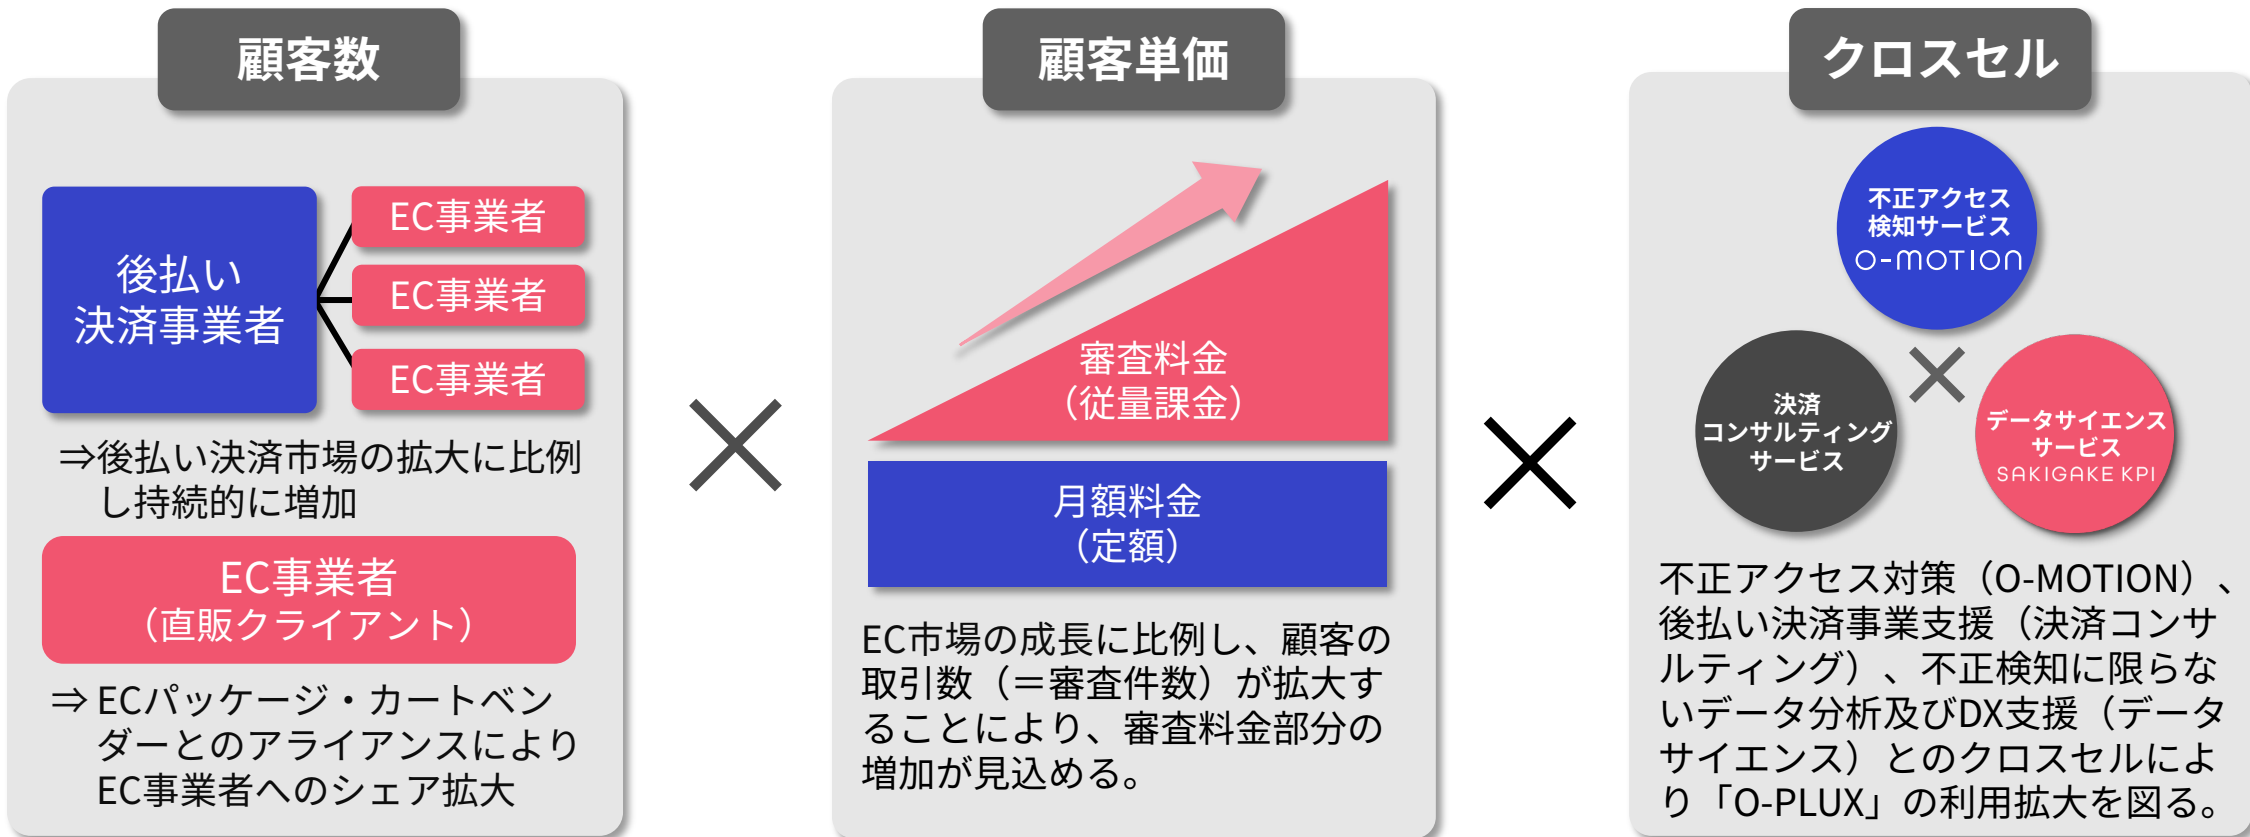 顧客数
後払い
決済事業者
EC事業者
EC事業者
EC事業者
⇒後払い決済市場の拡大に比例
し持続的に増加
EC事業者
（直販クライアント）
⇒ ECパッケージ・カートベン
ダーとのアライアンスにより
EC事業者へのシェア拡大
×
顧客単価
審査料金
（従量課金）
月額料金
（定額）
EC市場の成長に比例し、顧客の
取引数（＝審査件数）が拡大す
ることにより、審査料金部分の
増加が見込める。
×
クロスセル
不正アクセス
検知サービス
O-MOTION
×
決済
コンサルティング
サービス
データサイエンス
サービス
SAKIGAKE KPI
不正アクセス対策（O-MOTION）、
後払い決済事業支援（決済コンサ
ルティング）、不正検知に限らな
いデータ分析及びDX支援（データ
サイエンス）とのクロスセルによ
り「O-PLUX」の利用拡大を図る。